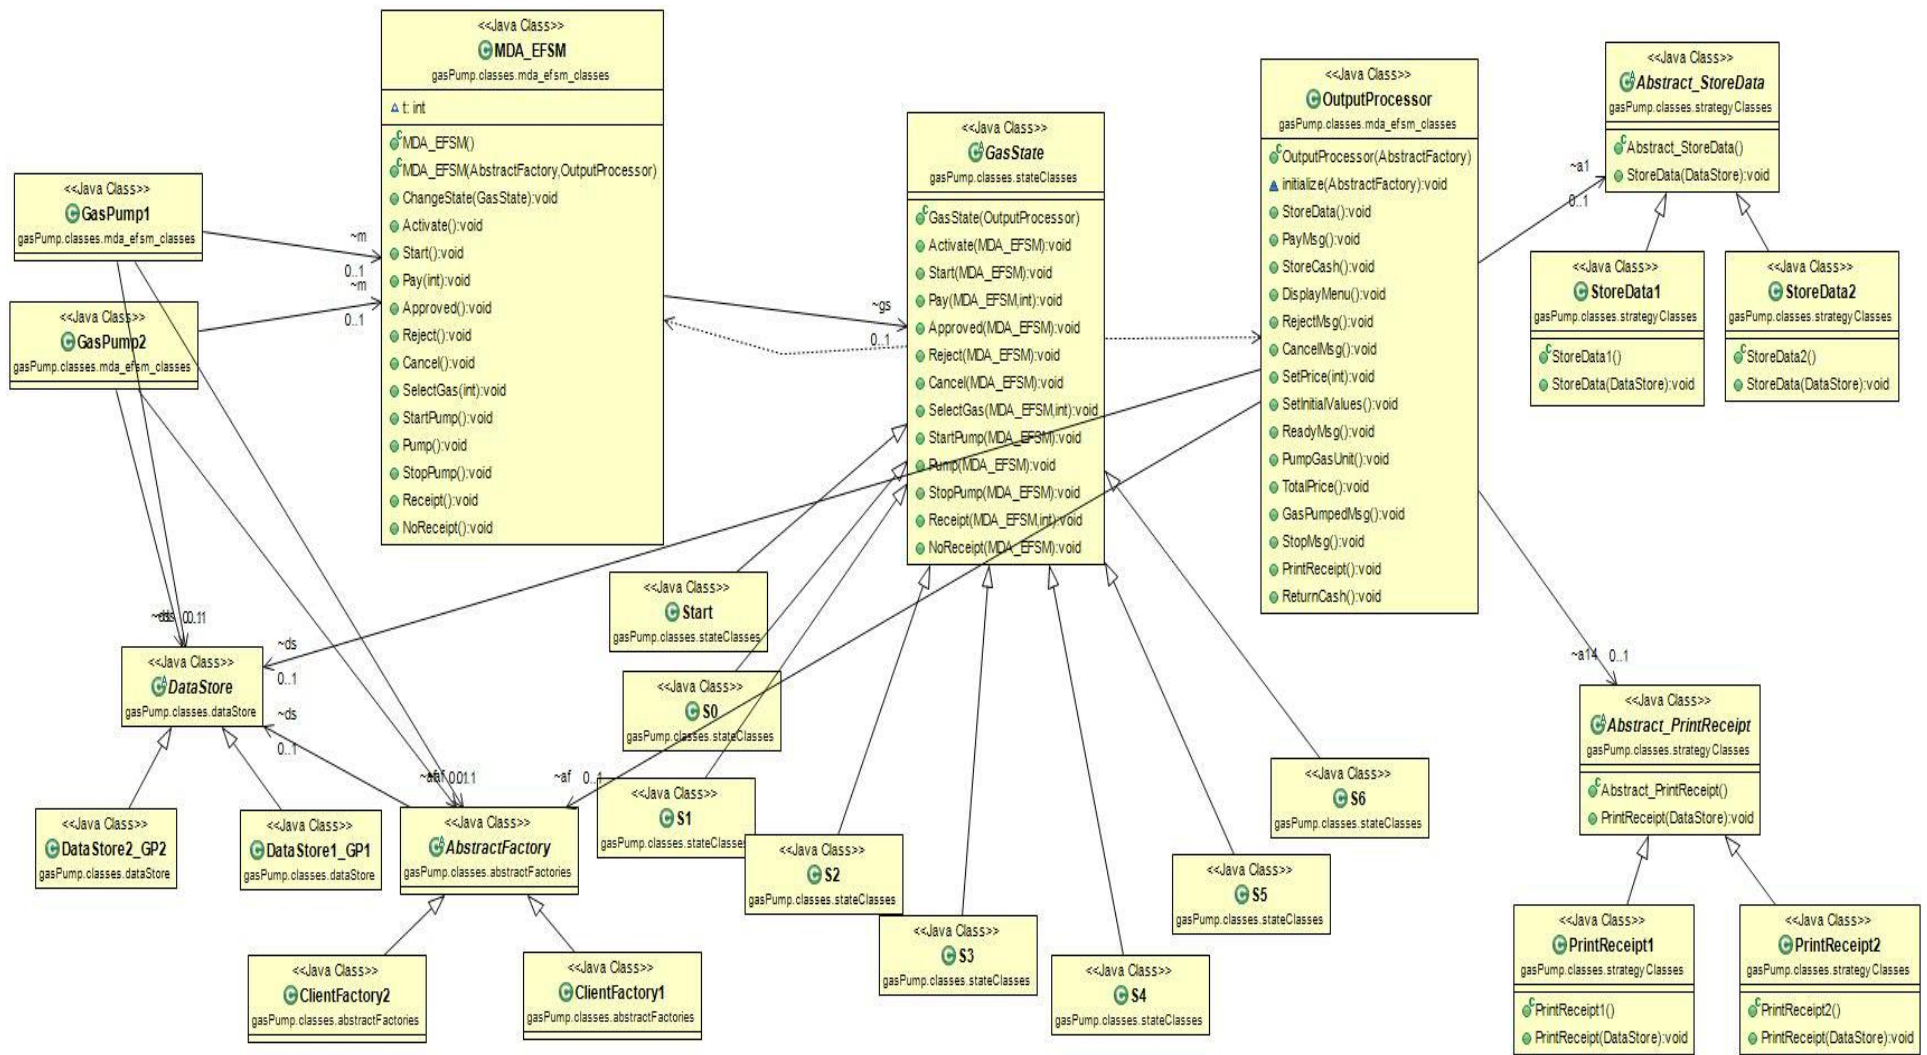 <<Java Class>>
MDA_EFSM
gasPump.classes.mda_efsm_classes
t: int
MDA_EFSM()
MDA_EFSM(AbstractFactory,OutputProcessor)
ChangeState(GasState):void
Activate():void
Start():void
Pay(int):void
Approved():void
Reject():void
Cancel():void
SelectGas(int):void
StartPump():void
Pump():void
StopPump():void
Receipt():void
NoReceipt():void
<<Java Class>>
GasPump1
gasPump.classes.mda_efsm_classes
~m
0..1
<<Java Class>>
GasPump2
gasPump.classes.mda_efsm_classes
~m
0..1
<<Java Class>>
GasState
gasPump.classes.stateClasses
GasState(OutputProcessor)
Activate(MDA_EFSM):void
Start(MDA_EFSM):void
Pay(MDA_EFSM,int):void
Approved(MDA_EFSM):void
Reject(MDA_EFSM):void
Cancel(MDA_EFSM):void
SelectGas(MDA_EFSM,int):void
StartPump(MDA_EFSM):void
Pump(MDA_EFSM):void
StopPump(MDA_EFSM):void
Receipt(MDA_EFSM,int):void
NoReceipt(MDA_EFSM):void
~gs
0..1
<<Java Class>>
OutputProcessor
gasPump.classes.mda_efsm_classes
OutputProcessor(AbstractFactory)
initialize(AbstractFactory):void
StoreData():void
PayMsg():void
StoreCash():void
DisplayMenu():void
RejectMsg():void
CancelMsg():void
SetPrice(int):void
SetInitialValues():void
ReadyMsg():void
PumpGasUnit():void
TotalPrice():void
GasPumpedMsg():void
StopMsg():void
PrintReceipt():void
ReturnCash():void
<<Java Class>>
Abstract_StoreData
gasPump.classes.strategyClasses
Abstract_StoreData()
StoreData(DataStore):void
~a1
0..1
<<Java Class>>
StoreData1
gasPump.classes.strategyClasses
StoreData1()
StoreData(DataStore):void
<<Java Class>>
StoreData2
gasPump.classes.strategyClasses
StoreData2()
StoreData(DataStore):void
<<Java Class>>
Start
gasPump.classes.stateClasses
<<Java Class>>
S0
gasPump.classes.stateClasses
<<Java Class>>
S1
gasPump.classes.stateClasses
<<Java Class>>
S2
gasPump.classes.stateClasses
<<Java Class>>
S3
gasPump.classes.stateClasses
<<Java Class>>
S4
gasPump.classes.stateClasses
<<Java Class>>
S5
gasPump.classes.stateClasses
<<Java Class>>
S6
gasPump.classes.stateClasses
<<Java Class>>
DataStore
gasPump.classes.dataStore
~ds
0..1
~ds
0..1
<<Java Class>>
DataStore2_GP2
gasPump.classes.dataStore
<<Java Class>>
DataStore1_GP1
gasPump.classes.dataStore
~af 0..1
<<Java Class>>
AbstractFactory
gasPump.classes.abstractFactories
<<Java Class>>
ClientFactory2
gasPump.classes.abstractFactories
<<Java Class>>
ClientFactory1
gasPump.classes.abstractFactories
~a14 0..1
<<Java Class>>
Abstract_PrintReceipt
gasPump.classes.strategyClasses
Abstract_PrintReceipt()
PrintReceipt(DataStore):void
<<Java Class>>
PrintReceipt1
gasPump.classes.strategyClasses
PrintReceipt1()
PrintReceipt(DataStore):void
<<Java Class>>
PrintReceipt2
gasPump.classes.strategyClasses
PrintReceipt2()
PrintReceipt(DataStore):void